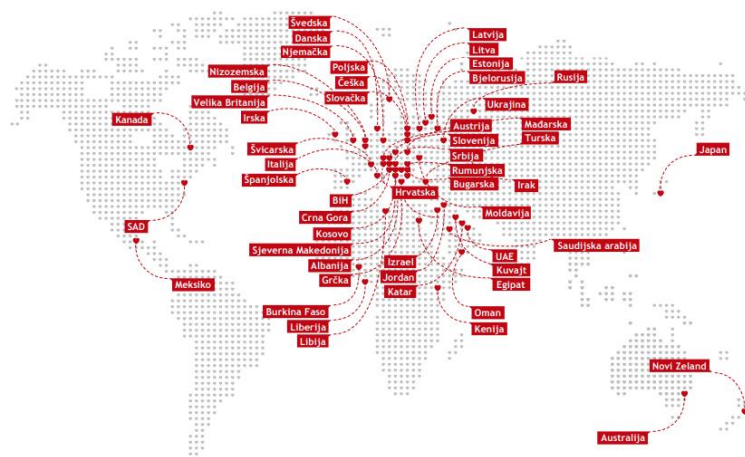 Švedska
Danska
Njemačka
Nizozemska
Belgija
Velika Britanija
Irska
Poljska
Češka
Slovačka
Latvija
Litva
Estonija
Bjelorusija
Rusija
Ukrajina
Kanada
Švicarska
Italija
Španjolska
Austrija
Mađarska
Slovenija
Turska
Srbija
Rumunjska
Bugarska
Irak
Japan
Hrvatska
BiH
Crna Gora
Kosovo
Sjeverna Makedonija
Albanija
Grčka
Moldavija
SAD
Meksiko
Izrael
Jordan
Katar
Saudijska arabija
UAE
Kuvajt
Egipat
Burkina Faso
Liberija
Libija
Oman
Kenija
Novi Zeland
Australija